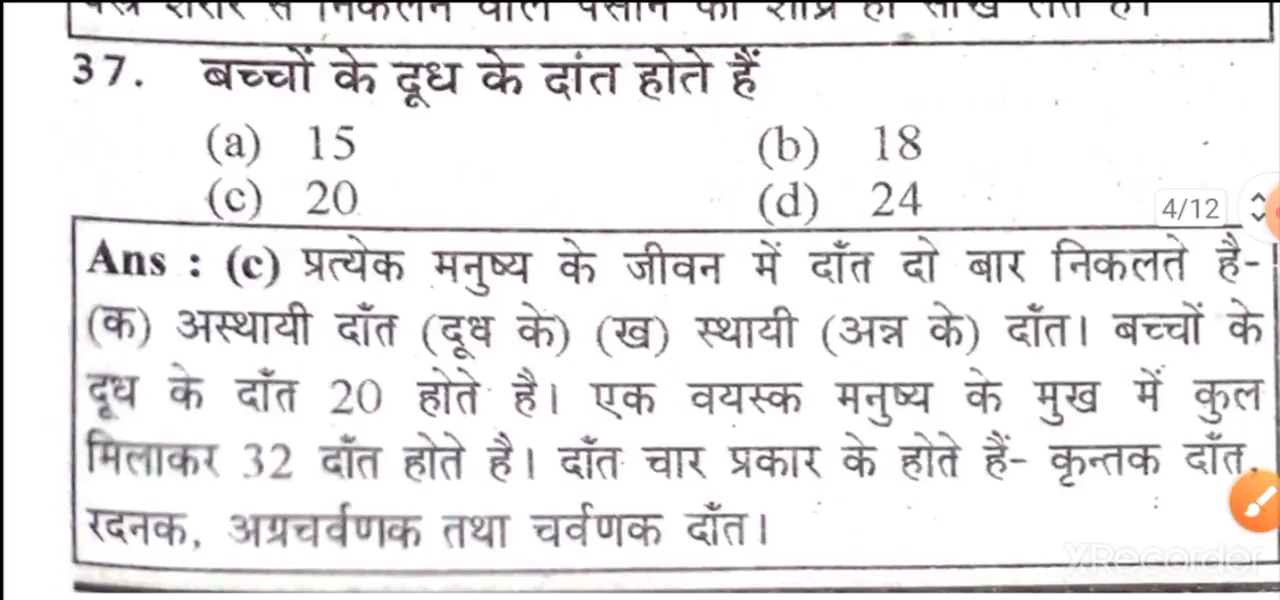 37. बच्चों के दूध के दांत होते हैं
(a) 15 (b) 18
(c) 20 (d) 24
4/12
Ans : (c) प्रत्येक मनुष्य के जीवन में दाँत दो बार निकलते है-
(क) अस्थायी दाँत (दूध के) (ख) स्थायी (अन्न के) दाँत। बच्चों के
दूध के दाँत 20 होते है। एक वयस्क मनुष्य के मुख में कुल
मिलाकर 32 दाँत होते है। दाँत चार प्रकार के होते हैं- कृन्तक दाँत,
रदनक, अग्रचर्वणक तथा चर्वणक दाँत।
XRecorder